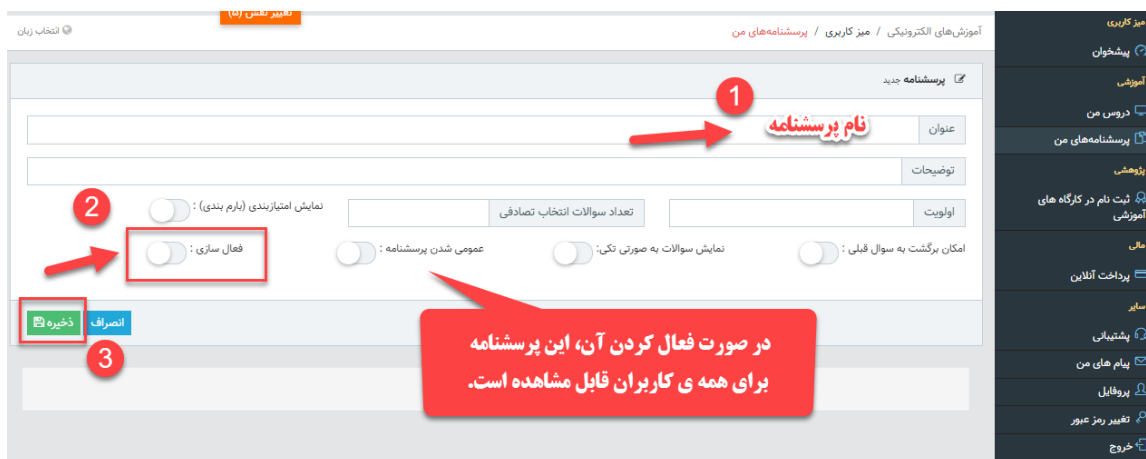 تغییر نقش (۵)
انتخاب زبان
آموزش‌های الکترونیکی / میز کاربری / پرسشنامه‌های من
میز کاربری
پیشخوان
آموزشی
دروس من
پرسشنامه‌های من
پژوهشی
ثبت نام در کارگاه های
آموزشی
مالی
پرداخت آنلاین
سایر
پشتیبانی
پیام های من
پروفایل
تغییر رمز عبور
خروج
پرسشنامه جدید
1
عنوان
نام پرسشنامه
توضیحات
اولویت
تعداد سوالات انتخاب تصادفی
نمایش امتیازبندی (بارم بندی) :
2
امکان برگشت به سوال قبلی :
نمایش سوالات به صورتی تکی:
عمومی شدن پرسشنامه :
فعال سازی :
انصراف
ذخیره
3
در صورت فعال کردن آن، این پرسشنامه
برای همه ی کاربران قابل مشاهده است.